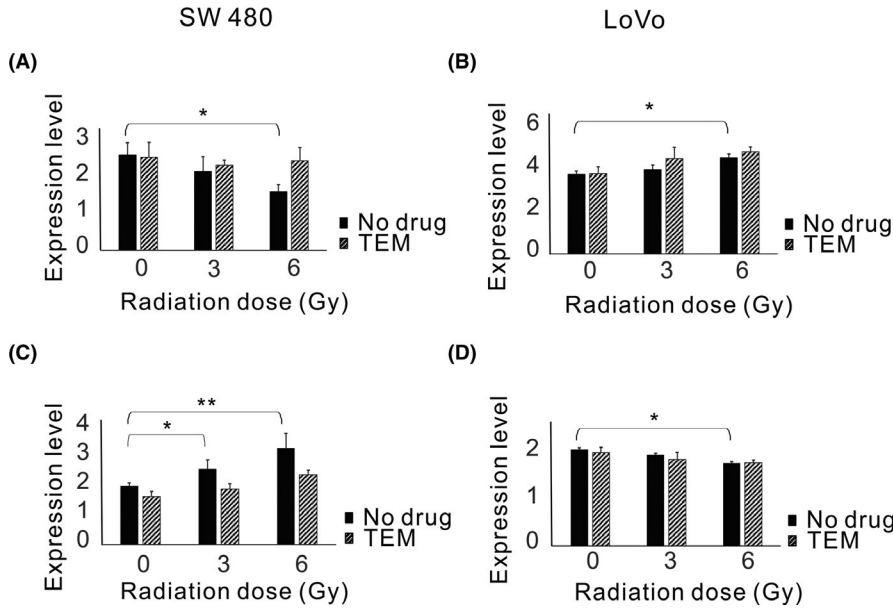 SW 480
LoVo
(A)
Expression level
3
2
1
0
*
0 3 6
Radiation dose (Gy)
No drug
TEM
(B)
Expression level
6
4
2
0
*
0 3 6
Radiation dose (Gy)
No drug
TEM
(C)
Expression level
4
3
2
1
0
**
*
0 3 6
Radiation dose (Gy)
No drug
TEM
(D)
Expression level
2
1
0
*
0 3 6
Radiation dose (Gy)
No drug
TEM